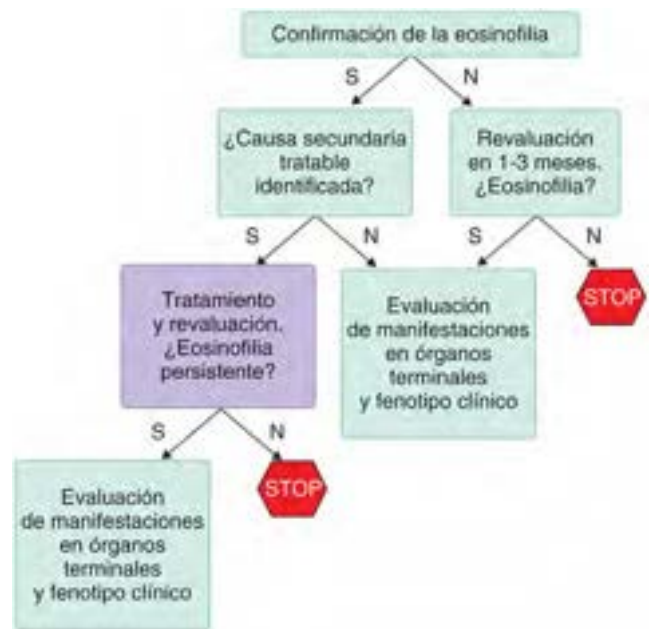 Confirmación de la eosinofilia
S
N
¿Causa secundaria
tratable
identificada?
Revaluación
en 1-3 meses.
¿Eosinofilia?
S
N
S
N
Tratamiento
y revaluación.
¿Eosinofilia
persistente?
Evaluación
de manifestaciones
en órganos
terminales
y fenotipo clínico
STOP
S
N
Evaluación
de manifestaciones
en órganos
terminales
y fenotipo clínico
STOP